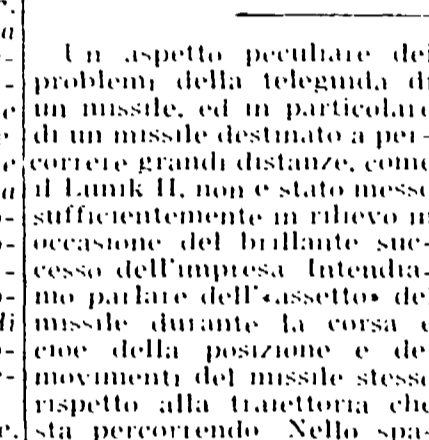 Un aspetto peculiare dei
problemi della teleguida di
un missile, ed in particolare
di un missile destinato a per-
correre grandi distanze, come
il Lunik II, non e stato messo
sufficientemente in rilievo in
occasione del brillante suc-
cesso dell'impresa Intendia-
mo parlare dell'«assetto» del
missile durante la corsa e
cioe della posizione e dei
movimenti del missile stesso
rispetto alla traiettoria che
sta percorrendo Nello spa-